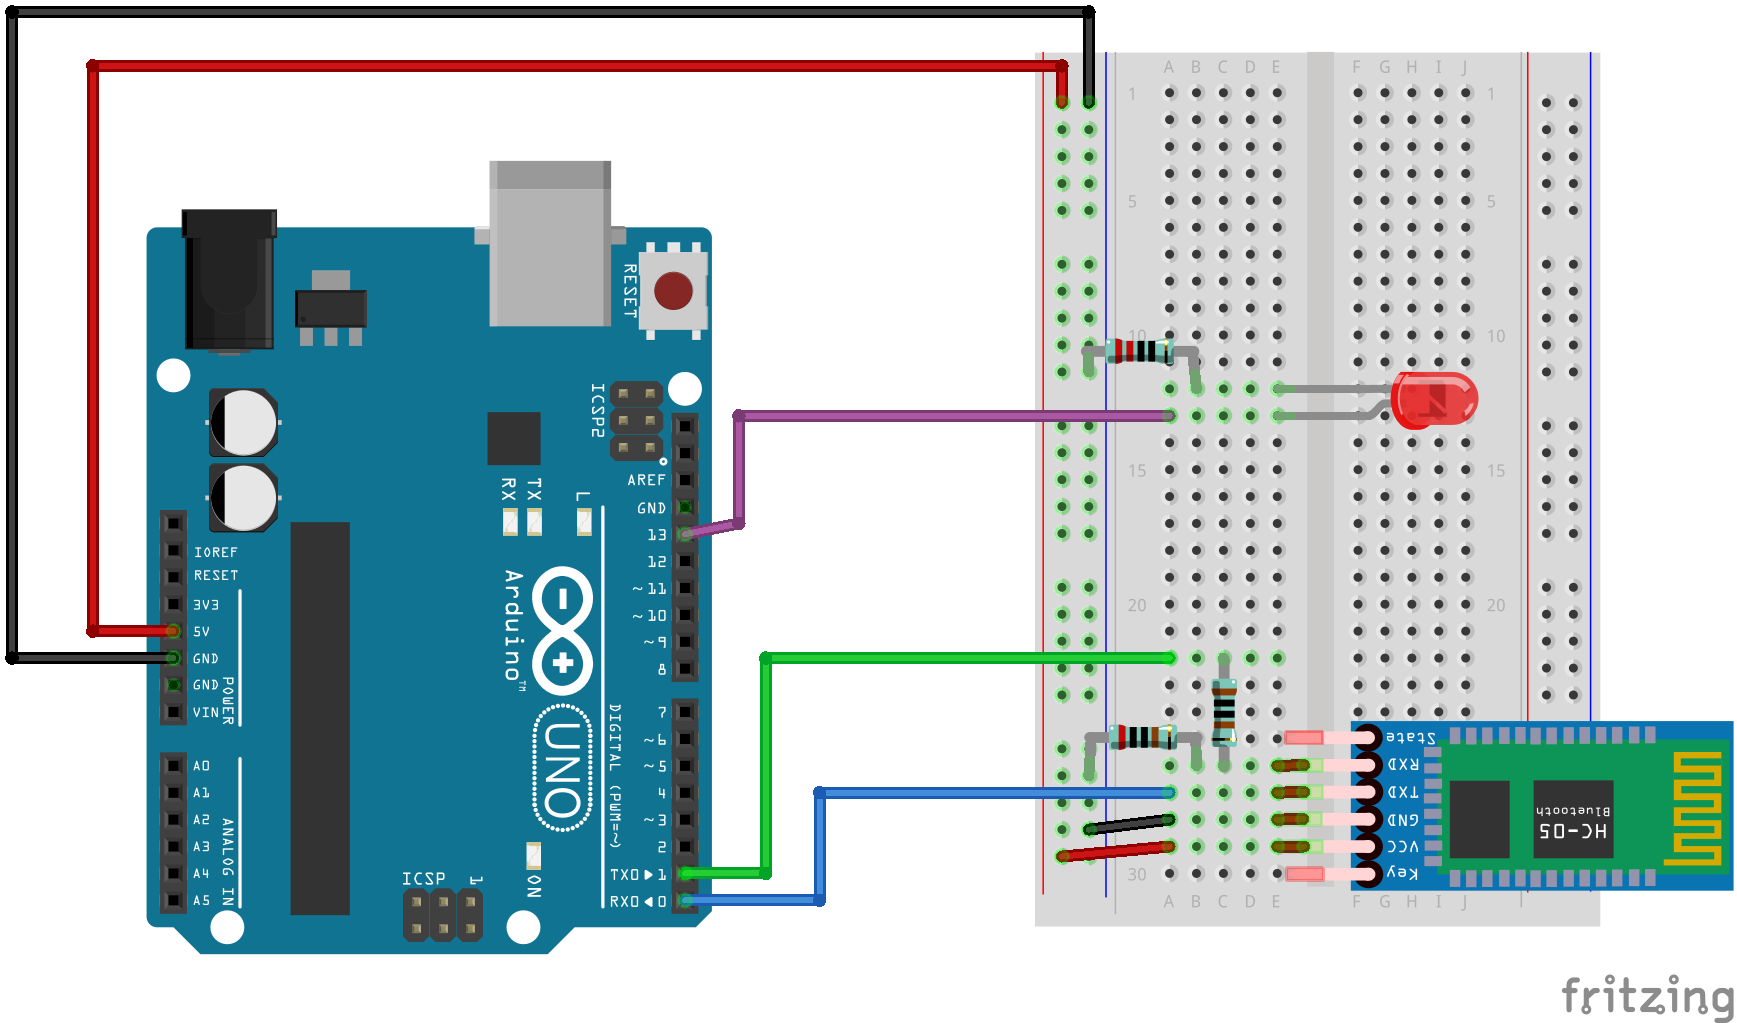 A B C D E F G H I J
1 1
5 5
10 10
15 15
20 20
30
A B C D E F G H I J
RESET
ICSP2
AREF
GND
13
12
~11
~10
~9
8
7
~6
~5
4
~3
2
TX0▶1
RX0◀0
RX TX L
Arduino™
UNO
DIGITAL (PWM=~)
IOREF
RESET
3V3
5V
GND
GND
VIN
POWER
A0
A1
A2
A3
A4
A5
ANALOG IN
ICSP 1
ON
State
RXD
TXD
GND
VCC
Key
HC-05
Bluetooth
fritzing